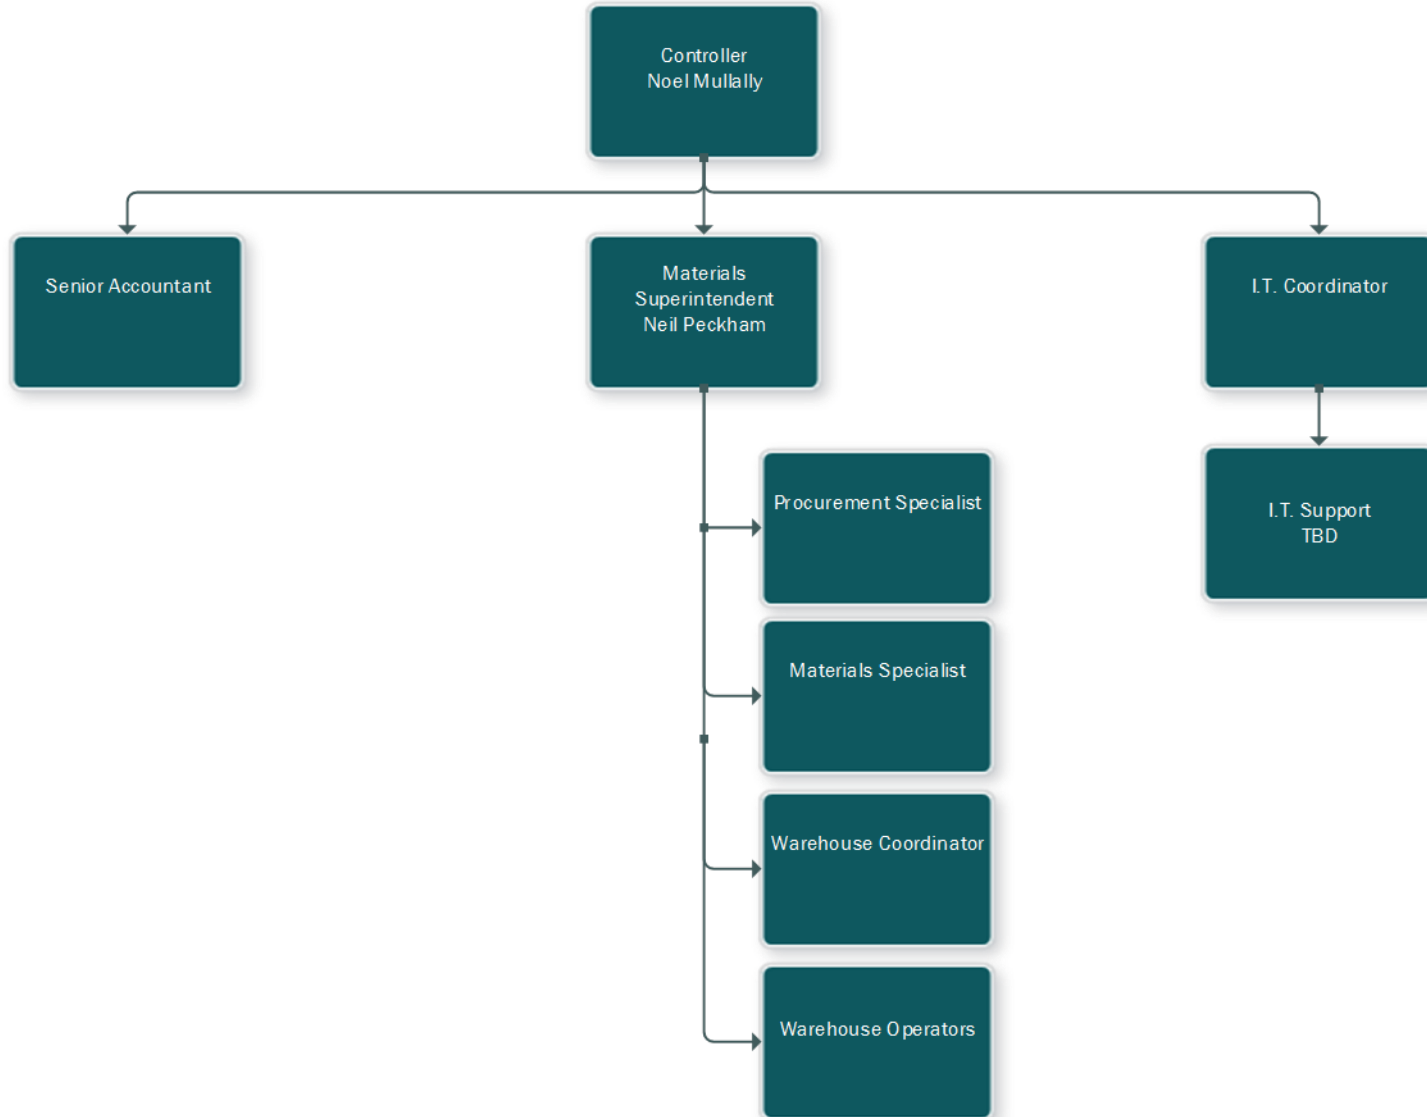 Controller
Noel Mullally
Senior Accountant
Materials
Superintendent
Neil Peckham
I.T. Coordinator
Procurement Specialist
I.T. Support
TBD
Materials Specialist
Warehouse Coordinator
Warehouse Operators